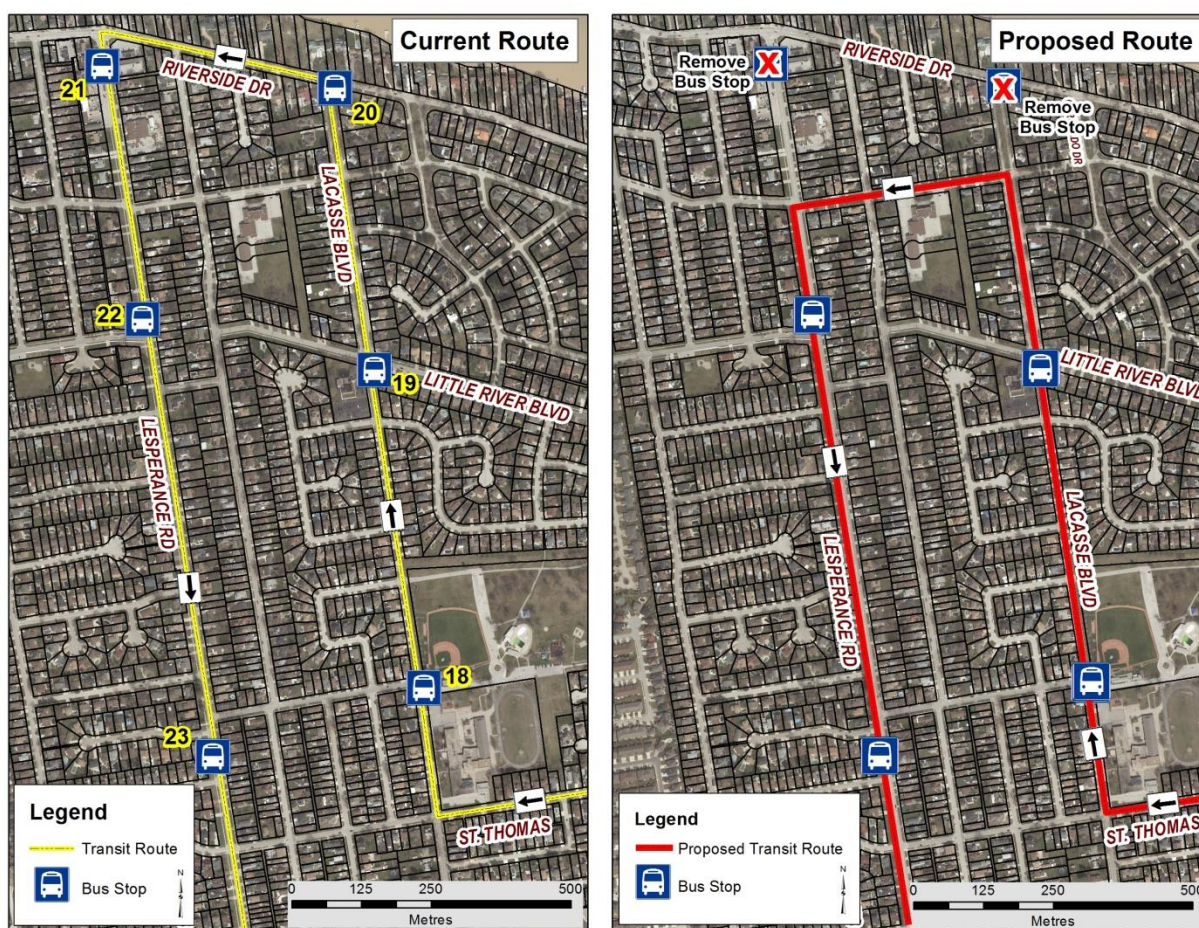 Current Route
RIVERSIDE DR
21
20
LACASSE BLVD
22
19
LITTLE RIVER BLVD
LESPERANCE RD
18
23
ST. THOMAS
Legend
Transit Route
Bus Stop
N
0 125 250 500
Metres
Proposed Route
RIVERSIDE DR
Remove
Bus Stop
X
X
Remove
Bus Stop
DO DR
LITTLE RIVER BLVD
LACASSE BLVD
LESPERANCE RD
ST. THOMAS
Legend
Proposed Transit Route
Bus Stop
N
0 125 250 500
Metres